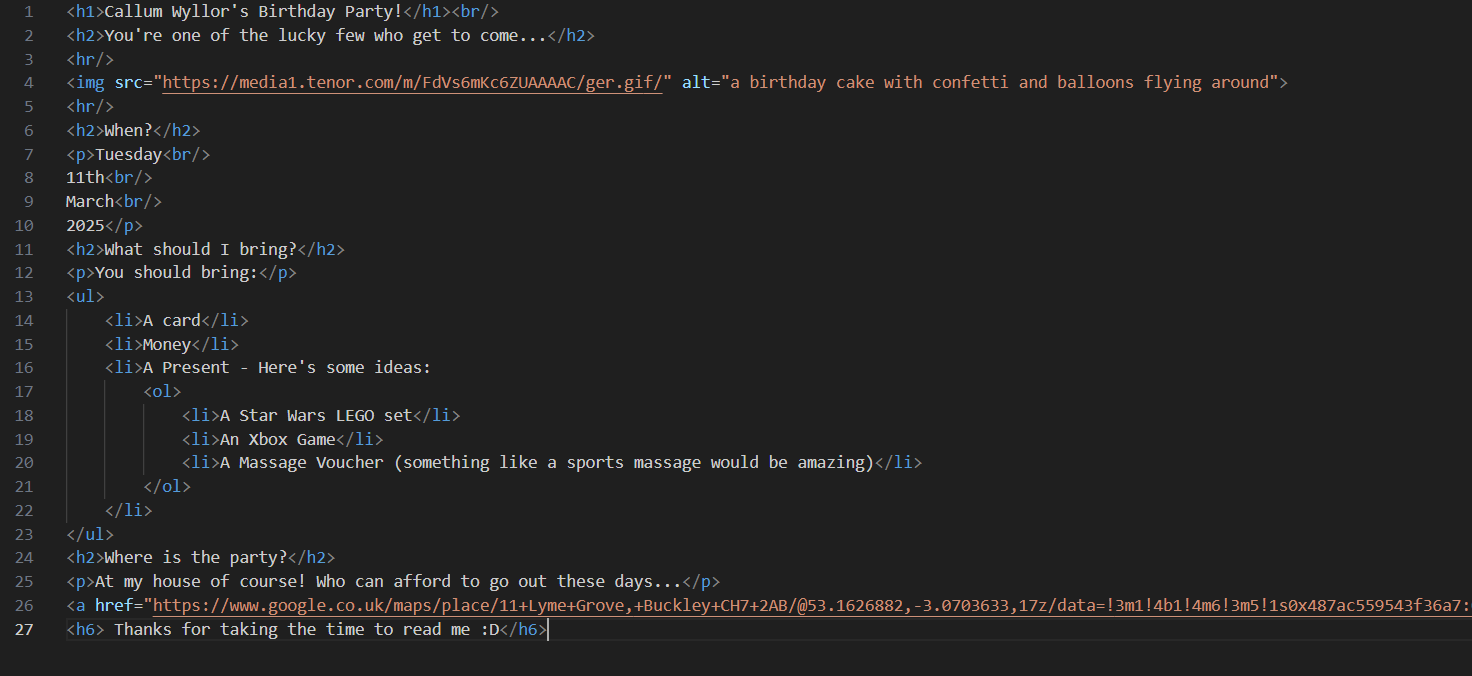 1 <h1>Callum Wyllor's Birthday Party!</h1><br/>
2 <h2>You're one of the lucky few who get to come...</h2>
3 <hr/>
4 <img src="https://media1.tenor.com/m/FdVs6mKc6ZUAAAAC/ger.gif/" alt="a birthday cake with confetti and balloons flying around">
5 <hr/>
6 <h2>When?</h2>
7 <p>Tuesday<br/>
8 11th<br/>
9 March<br/>
10 2025</p>
11 <h2>What should I bring?</h2>
12 <p>You should bring:</p>
13 <ul>
14 <li>A card</li>
15 <li>Money</li>
16 <li>A Present - Here's some ideas:
17 <ol>
18 <li>A Star Wars LEGO set</li>
19 <li>An Xbox Game</li>
20 <li>A Massage Voucher (something like a sports massage would be amazing)</li>
21 </ol>
22 </li>
23 </ul>
24 <h2>Where is the party?</h2>
25 <p>At my house of course! Who can afford to go out these days...</p>
26 <a href="https://www.google.co.uk/maps/place/11+Lyme+Grove,+Buckley+CH7+2AB/@53.1626882,-3.0703633,17z/data=!3m1!4b1!4m6!3m5!1s0x487ac559543f36a7:
27 <h6> Thanks for taking the time to read me :D</h6>